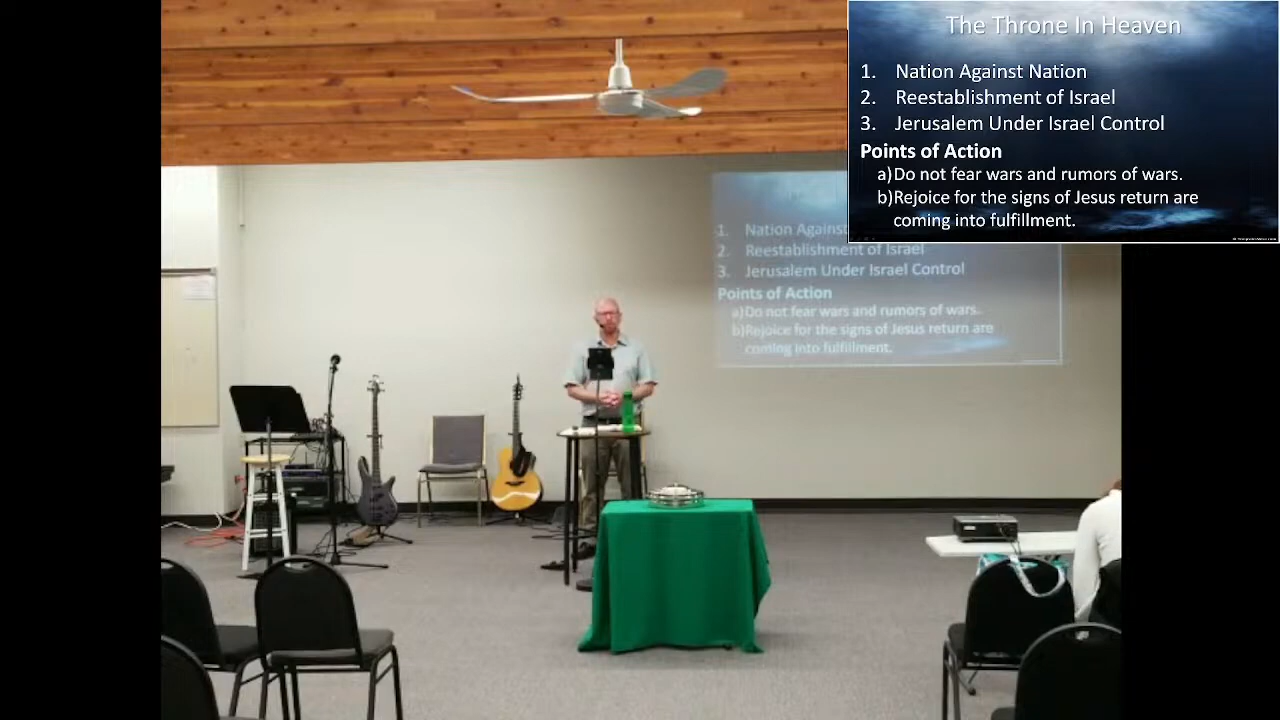 The Throne In Heaven
1. Nation Against Nation
2. Reestablishment of Israel
3. Jerusalem Under Israel Control
Points of Action
a)Do not fear wars and rumors of wars.
b)Rejoice for the signs of Jesus return are
coming into fulfillment.
1. Nation Against
2. Reestablishment of Israel
3. Jerusalem Under Israel Control
Points of Action
a)Do not fear wars and rumors of wars.
b)Rejoice for the signs of Jesus return are
coming into fulfillment.